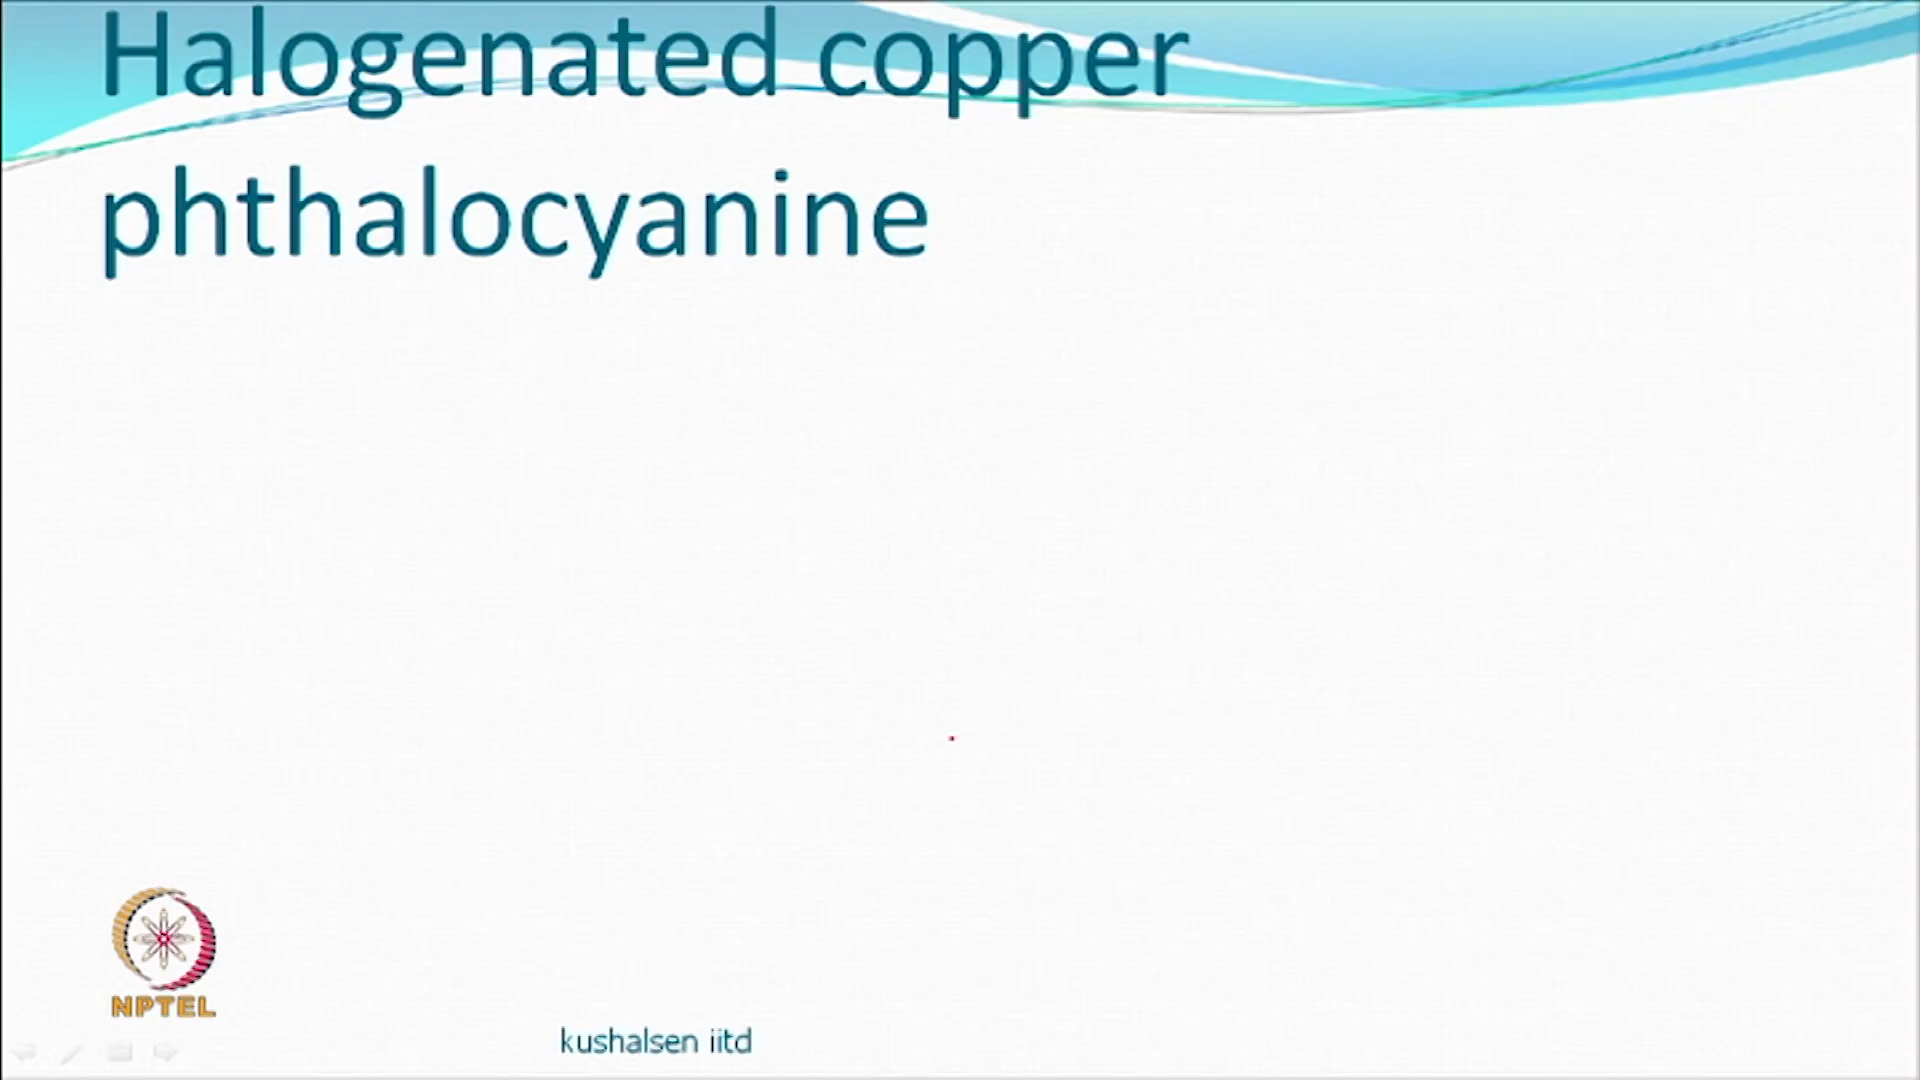 Halogenated copper
phthalocyanine
NPTEL
kushalsen iitd